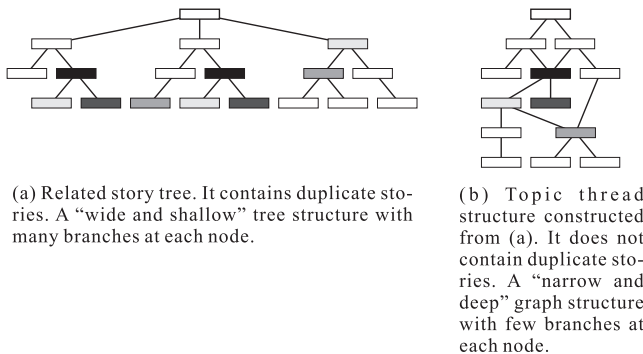 (a) Related story tree. It contains duplicate sto-
ries. A “wide and shallow” tree structure with
many branches at each node.
(b) Topic thread
structure constructed
from (a). It does not
contain duplicate sto-
ries. A “narrow and
deep” graph structure
with few branches at
each node.